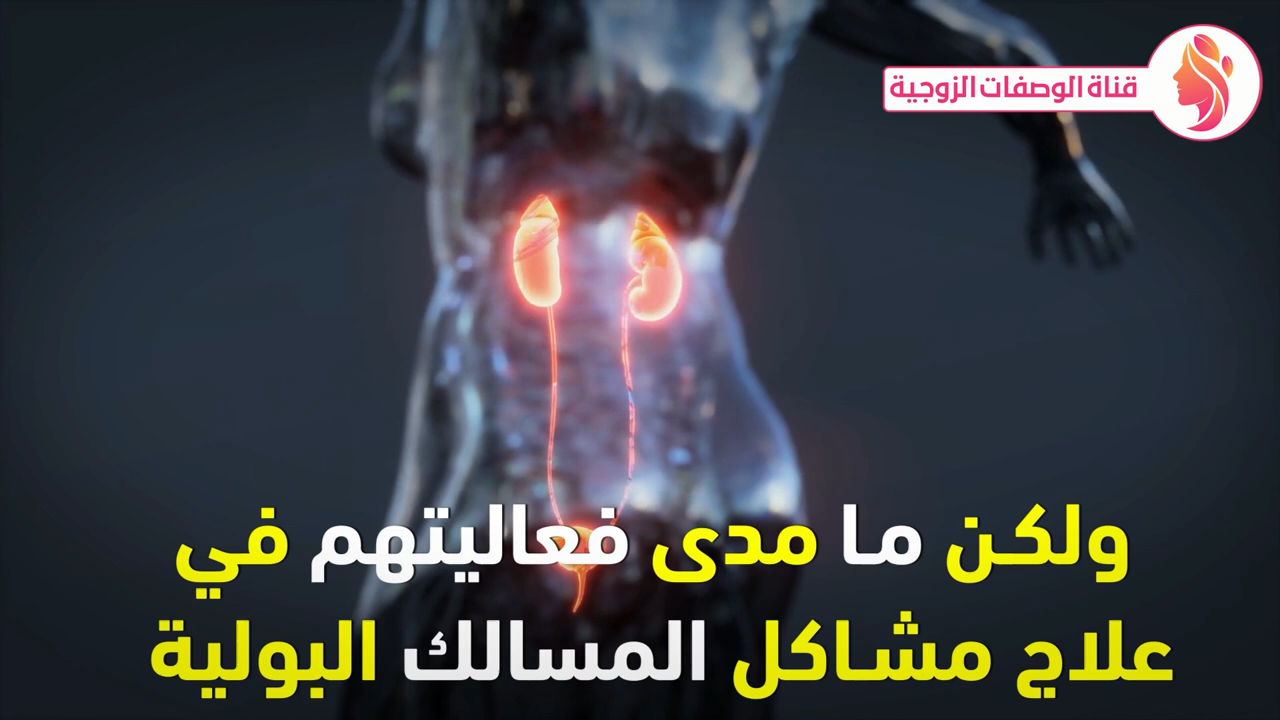 قناة الوصفات الزوجية
ولكن ما مدى فعاليتهم في
علاج مشاكل المسالك البولية